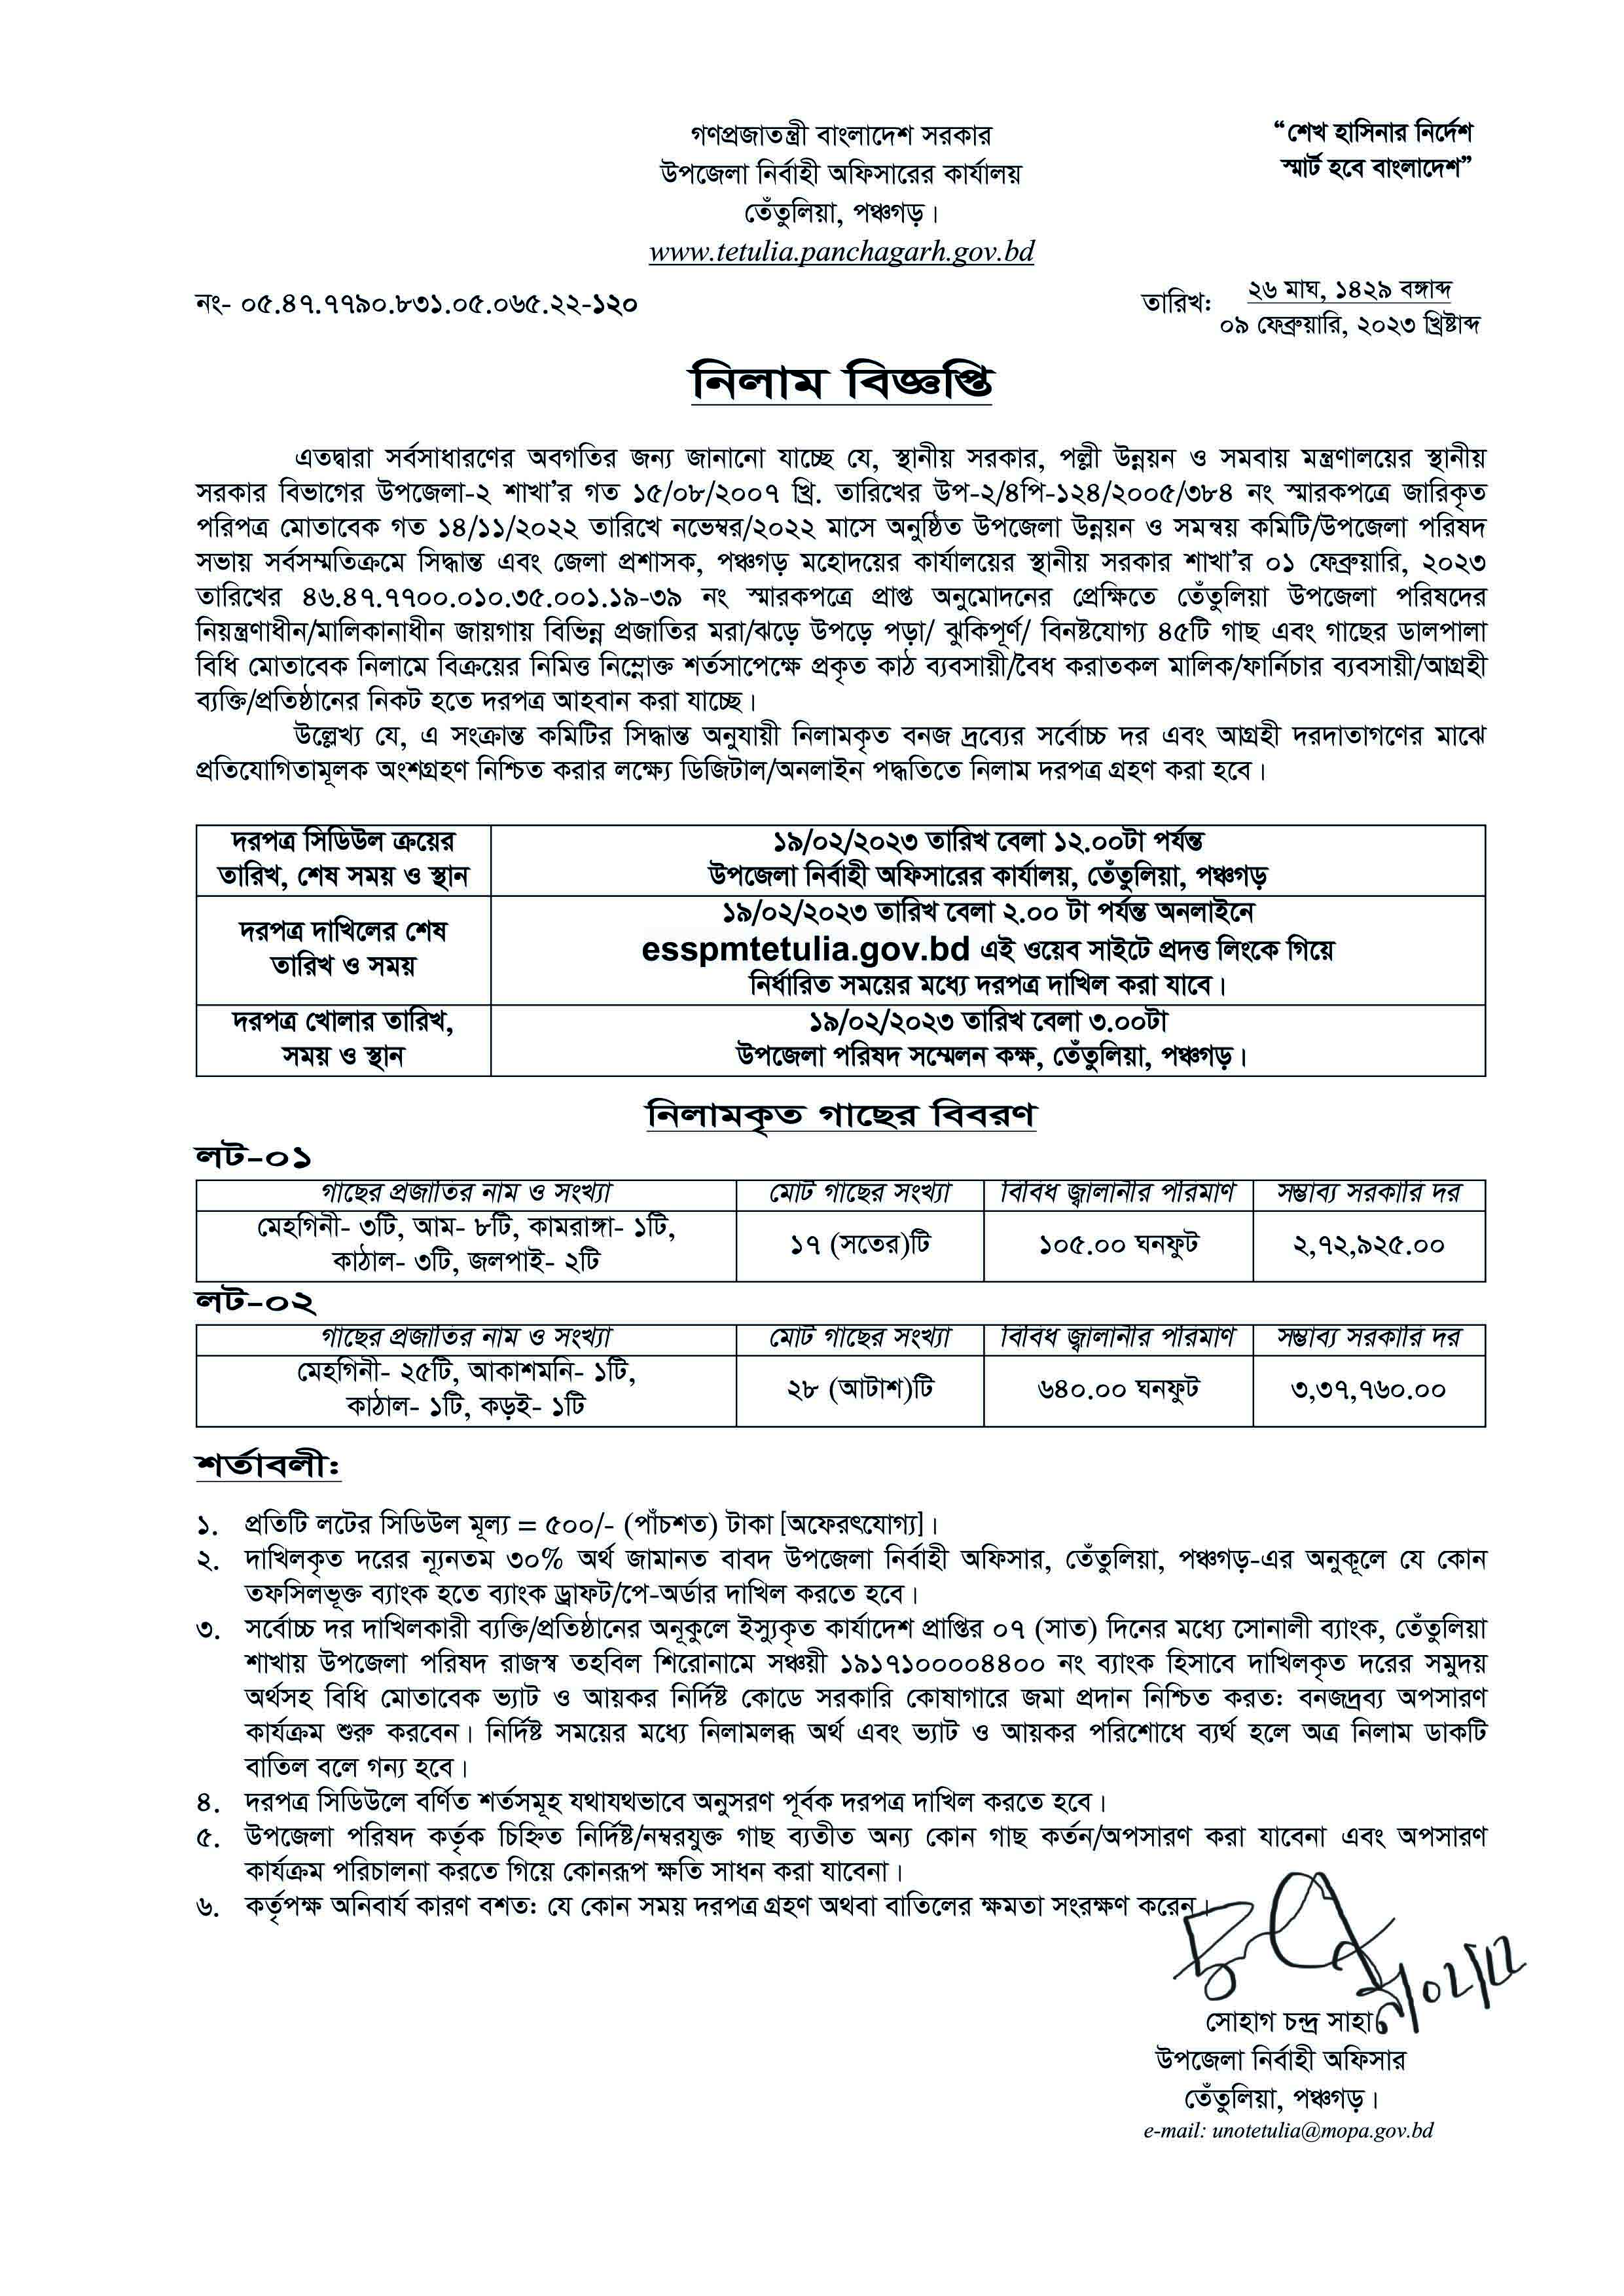 গণপ্রজাতন্ত্রী বাংলাদেশ সরকার
উপজেলা নির্বাহী অফিসারের কার্যালয়
তেঁতুলিয়া, পঞ্চগড়।
www.tetulia.panchagarh.gov.bd
“শেখ হাসিনার নির্দেশ
স্মার্ট হবে বাংলাদেশ”
নং- ০৫.৪৭.৭৭৯০.৮৩১.০৫.০৬৫.২২-১২০
তারিখ: ২৬ মাঘ, ১৪২৯ বঙ্গাব্দ
০৯ ফেব্রুয়ারি, ২০২৩ খ্রিষ্টাব্দ
নিলাম বিজ্ঞপ্তি
এতদ্বারা সর্বসাধারণের অবগতির জন্য জানানো যাচ্ছে যে, স্থানীয় সরকার, পল্লী উন্নয়ন ও সমবায় মন্ত্রণালয়ের স্থানীয়
সরকার বিভাগের উপজেলা-২ শাখা’র গত ১৫/০৮/২০০৭ খ্রি. তারিখের উপ-২/৪পি-১২৪/২০০৫/৩৮৪ নং স্মারকপত্রে জারিকৃত
পরিপত্র মোতাবেক গত ১৪/১১/২০২২ তারিখে নভেম্বর/২০২২ মাসে অনুষ্ঠিত উপজেলা উন্নয়ন ও সমন্বয় কমিটি/উপজেলা পরিষদ
সভায় সর্বসম্মতিক্রমে সিদ্ধান্ত এবং জেলা প্রশাসক, পঞ্চগড় মহোদয়ের কার্যালয়ের স্থানীয় সরকার শাখা’র ০১ ফেব্রুয়ারি, ২০২৩
তারিখের ৪৬.৪৭.৭৭০০.০১০.৩৫.০০১.১৯-৩৯ নং স্মারকপত্রে প্রাপ্ত অনুমোদনের প্রেক্ষিতে তেঁতুলিয়া উপজেলা পরিষদের
নিয়ন্ত্রণাধীন/মালিকানাধীন জায়গায় বিভিন্ন প্রজাতির মরা/ঝড়ে উপড়ে পড়া/ ঝুকিপূর্ণ/ বিনষ্টযোগ্য ৪৫টি গাছ এবং গাছের ডালপালা
বিধি মোতাবেক নিলামে বিক্রয়ের নিমিত্ত নিম্নোক্ত শর্তসাপেক্ষে প্রকৃত কাঠ ব্যবসায়ী/বৈধ করাতকল মালিক/ফার্নিচার ব্যবসায়ী/আগ্রহী
ব্যক্তি/প্রতিষ্ঠানের নিকট হতে দরপত্র আহবান করা যাচ্ছে।
উল্লেখ্য যে, এ সংক্রান্ত কমিটির সিদ্ধান্ত অনুযায়ী নিলামকৃত বনজ দ্রব্যের সর্বোচ্চ দর এবং আগ্রহী দরদাতাগণের মাঝে
প্রতিযোগিতামূলক অংশগ্রহণ নিশ্চিত করার লক্ষ্যে ডিজিটাল/অনলাইন পদ্ধতিতে নিলাম দরপত্র গ্রহণ করা হবে।
দরপত্র সিডিউল ক্রয়ের
তারিখ, শেষ সময় ও স্থান
১৯/০২/২০২৩ তারিখ বেলা ১২.০০টা পর্যন্ত
উপজেলা নির্বাহী অফিসারের কার্যালয়, তেঁতুলিয়া, পঞ্চগড়
দরপত্র দাখিলের শেষ
তারিখ ও সময়
১৯/০২/২০২৩ তারিখ বেলা ২.০০ টা পর্যন্ত অনলাইনে
esspmtetulia.gov.bd এই ওয়েব সাইটে প্রদত্ত লিংকে গিয়ে
নির্ধারিত সময়ের মধ্যে দরপত্র দাখিল করা যাবে।
দরপত্র খোলার তারিখ,
সময় ও স্থান
১৯/০২/২০২৩ তারিখ বেলা ৩.০০টা
উপজেলা পরিষদ সম্মেলন কক্ষ, তেঁতুলিয়া, পঞ্চগড়।
নিলামকৃত গাছের বিবরণ
লট-০১
গাছের প্রজাতির নাম ও সংখ্যা মোট গাছের সংখ্যা বিবিধ জ্বালানীর পরিমাণ সম্ভাব্য সরকারি দর
মেহগিনী- ৩টি, আম- ৮টি, কামরাঙ্গা- ১টি,
কাঠাল- ৩টি, জলপাই- ২টি
১৭ (সতের)টি ১০৫.০০ ঘনফুট ২,৭২,৯২৫.০০
লট-০২
গাছের প্রজাতির নাম ও সংখ্যা মোট গাছের সংখ্যা বিবিধ জ্বালানীর পরিমাণ সম্ভাব্য সরকারি দর
মেহগিনী- ২৫টি, আকাশমনি- ১টি,
কাঠাল- ১টি, কড়ই- ১টি
২৮ (আটাশ)টি ৬৪০.০০ ঘনফুট ৩,৩৭,৭৬০.০০
শর্তাবলী:
১. প্রতিটি লটের সিডিউল মূল্য = ৫০০/- (পাঁচশত) টাকা [অফেরৎযোগ্য]।
২. দাখিলকৃত দরের ন্যূনতম ৩০% অর্থ জামানত বাবদ উপজেলা নির্বাহী অফিসার, তেঁতুলিয়া, পঞ্চগড়-এর অনুকূলে যে কোন
তফসিলভূক্ত ব্যাংক হতে ব্যাংক ড্রাফট/পে-অর্ডার দাখিল করতে হবে।
৩. সর্বোচ্চ দর দাখিলকারী ব্যক্তি/প্রতিষ্ঠানের অনূকুলে ইস্যুকৃত কার্যাদেশ প্রাপ্তির ০৭ (সাত) দিনের মধ্যে সোনালী ব্যাংক, তেঁতুলিয়া
শাখায় উপজেলা পরিষদ রাজস্ব তহবিল শিরোনামে সঞ্চয়ী ১৯১৭১০০০০৪৪০০ নং ব্যাংক হিসাবে দাখিলকৃত দরের সমুদয়
অর্থসহ বিধি মোতাবেক ভ্যাট ও আয়কর নির্দিষ্ট কোডে সরকারি কোষাগারে জমা প্রদান নিশ্চিত করত: বনজদ্রব্য অপসারণ
কার্যক্রম শুরু করবেন। নির্দিষ্ট সময়ের মধ্যে নিলামলব্ধ অর্থ এবং ভ্যাট ও আয়কর পরিশোধে ব্যর্থ হলে অত্র নিলাম ডাকটি
বাতিল বলে গন্য হবে।
৪. দরপত্র সিডিউলে বর্ণিত শর্তসমূহ যথাযথভাবে অনুসরণ পূর্বক দরপত্র দাখিল করতে হবে।
৫. উপজেলা পরিষদ কর্তৃক চিহ্নিত নির্দিষ্ট/নম্বরযুক্ত গাছ ব্যতীত অন্য কোন গাছ কর্তন/অপসারণ করা যাবেনা এবং অপসারণ
কার্যক্রম পরিচালনা করতে গিয়ে কোনরূপ ক্ষতি সাধন করা যাবেনা।
৬. কর্তৃপক্ষ অনিবার্য কারণ বশত: যে কোন সময় দরপত্র গ্রহণ অথবা বাতিলের ক্ষমতা সংরক্ষণ করেন।
সোহাগ চন্দ্র সাহা
উপজেলা নির্বাহী অফিসার
তেঁতুলিয়া, পঞ্চগড়।
e-mail: unotetulia@mopa.gov.bd